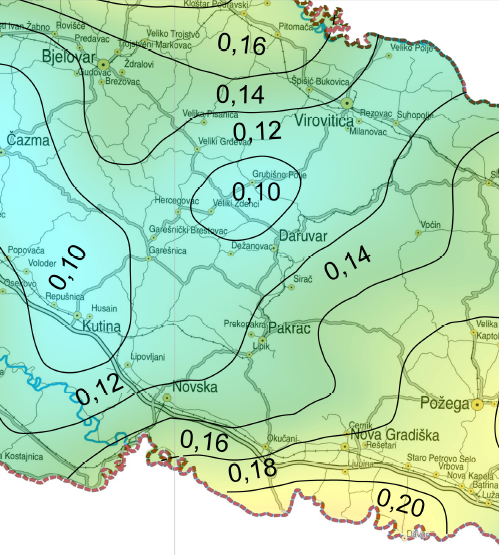 Kloštar Podravski
Ivan Žabno
Rovišće
Predavac
Veliko Trojstvo
Pitomača
0,16
Veliko Polje
Bjelovar
Ždralovi
Gudovac
Brezovac
Špišić Bukovica
0,14
Velika Pisanica
Virovitica
Rezovac
Suhopolje
Milanovac
0,12
Čazma
Veliki Grđevac
Grubišno Polje
0,10
Veliki Zdenci
Hercegovac
Garešnički Brestovac
Voćin
Daruvar
Dežanovac
Garešnica
Popovača
Voloder
0,10
0,14
Sirač
Osekovo
Repušnica
Husain
Kutina
Prekopakra
Pakrac
Lipik
Velika
Kaptol
Lipovljani
0,12
Novska
Požega
Cernik
Nova Gradiška
Rešetari
0,16
Okučani
a Kostajnica
0,18
Staro Petrovo Selo
Vrbova
Nova Kapela
Batrina
0,20